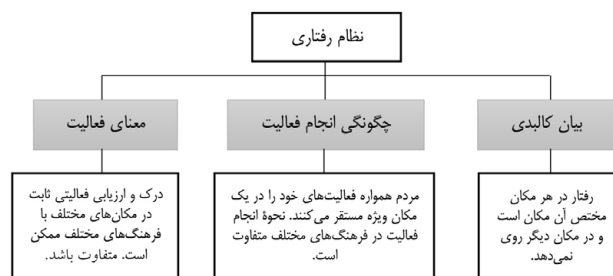 نظام رفتاری
بیان کالبدی
چگونگی انجام فعالیت
معنای فعالیت
رفتار در هر مکان
مختص آن مکان است
و در مکان دیگر روی
نمی‌دهد.
مردم همواره فعالیت‌های خود را در یک
مکان ویژه مستقر می‌کنند. نحوۀ انجام
فعالیت در فرهنگ‌های مختلف متفاوت
است.
درک و ارزیابی فعالیتی ثابت
در مکان‌های مختلف با
فرهنگ‌های مختلف ممکن
است. متفاوت باشد.